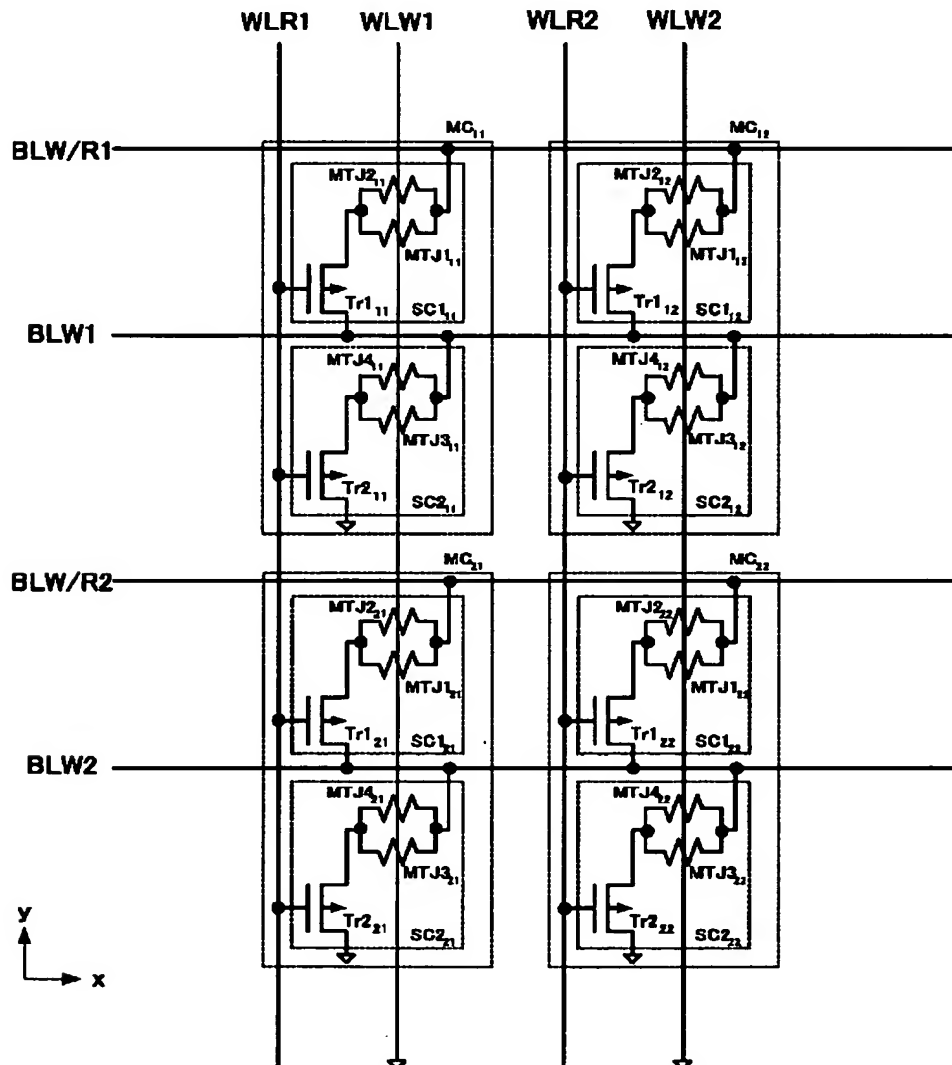 WLR1 WLW1 WLR2 WLW2
MC₁₁ MC₁₂
BLW/R1
MTJ2₁₁ MTJ2₁₂
MTJ1₁₁ MTJ1₁₂
Tr1₁₁ Tr1₁₂
SC1₁₁ SC1₁₂
BLW1
MTJ4₁₁ MTJ4₁₂
MTJ3₁₁ MTJ3₁₂
Tr2₁₁ Tr2₁₂
SC2₁₁ SC2₁₂
MC₂₁ MC₂₂
BLW/R2
MTJ2₂₁ MTJ2₂₂
MTJ1₂₁ MTJ1₂₂
Tr1₂₁ Tr1₂₂
SC1₂₁ SC1₂₂
BLW2
MTJ4₂₁ MTJ4₂₂
MTJ3₂₁ MTJ3₂₂
Tr2₂₁ Tr2₂₂
SC2₂₁ SC2₂₂
y
x